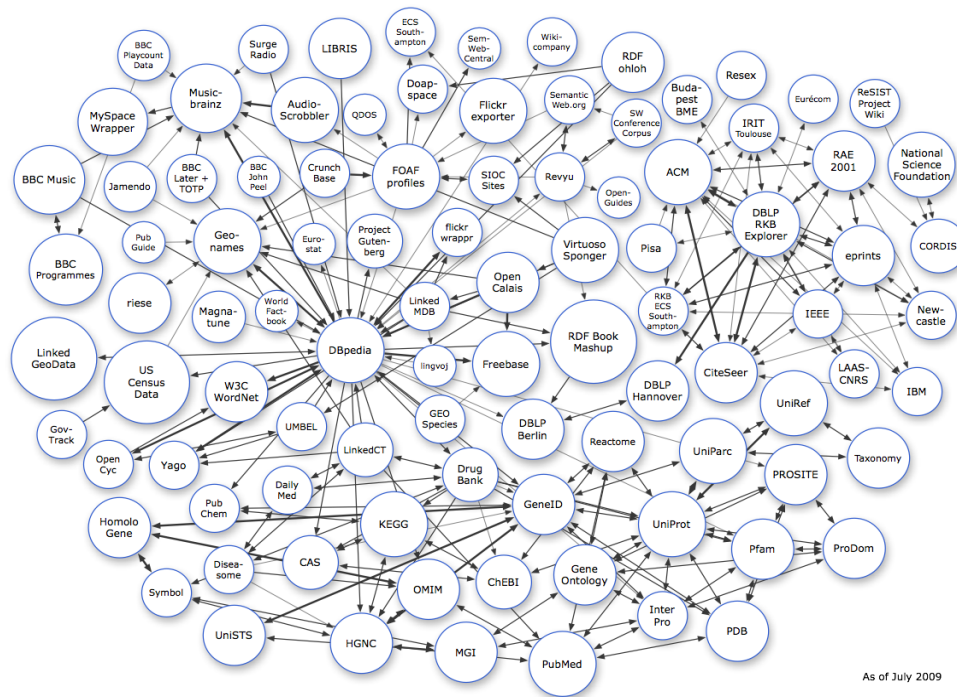 BBC
Playcount
Data
Surge
Radio
LIBRIS
ECS
South-
ampton
Sem-
Web-
Central
Wiki-
company
RDF
ohloh
Resex
Buda-
pest
BME
Eurécom
ReSIST
Project
Wiki
MySpace
Wrapper
Music-
brainz
Audio-
Scrobbler
QDOS
Doap-
space
Flickr
exporter
Semantic
Web.org
SW
Conference
Corpus
IRIT
Toulouse
RAE
2001
National
Science
Foundation
BBC Music
Jamendo
BBC
Later +
TOTP
BBC
John
Peel
Crunch
Base
FOAF
profiles
SIOC
Sites
Revyu
Open-
Guides
ACM
DBLP
RKB
Explorer
BBC
Programmes
Pub
Guide
Geo-
names
Euro-
stat
Project
Guten-
berg
flickr
wrappr
Virtuoso
Sponger
Pisa
eprints
CORDIS
riese
Magna-
tune
World
Fact-
book
Linked
MDB
Open
Calais
RKB
ECS
South-
ampton
IEEE
New-
castle
Linked
GeoData
US
Census
Data
W3C
WordNet
DBpedia
lingvoj
Freebase
RDF Book
Mashup
DBLP
Hannover
CiteSeer
LAAS-
CNRS
IBM
Gov-
Track
Open
Cyc
Yago
UMBEL
LinkedCT
GEO
Species
DBLP
Berlin
Reactome
UniParc
UniRef
Taxonomy
PROSITE
Homolo
Gene
Pub
Chem
Daily
Med
KEGG
Drug
Bank
GeneID
UniProt
Pfam
ProDom
Symbol
Disea-
some
CAS
OMIM
ChEBI
Gene
Ontology
Inter
Pro
PDB
UniSTS
HGNC
MGI
PubMed
As of July 2009